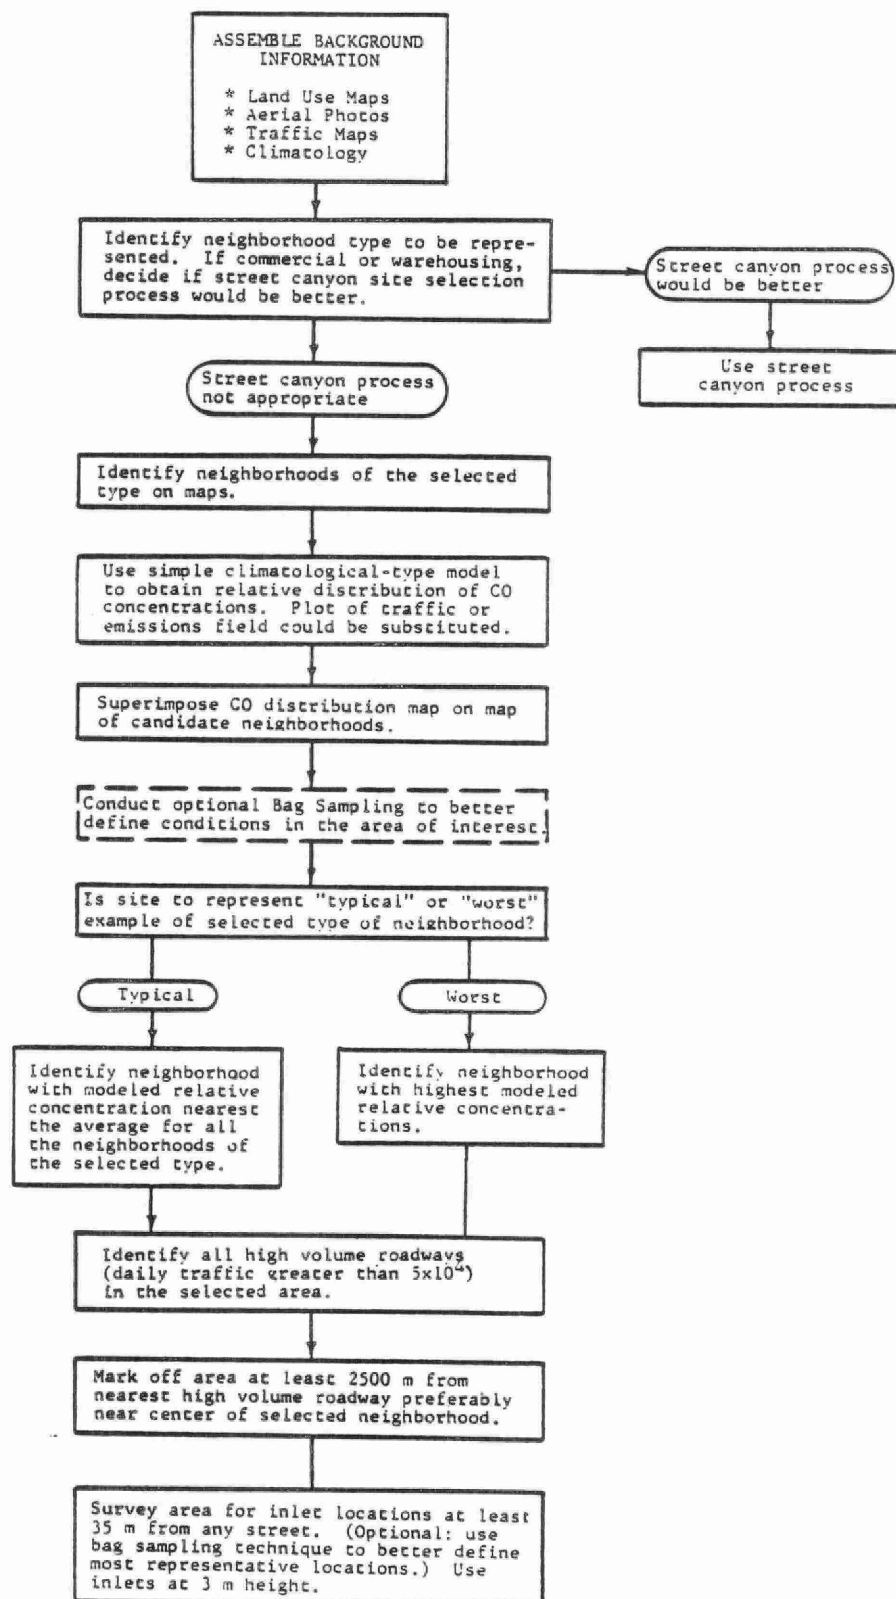 ASSEMBLE BACKGROUND
INFORMATION
* Land Use Maps
* Aerial Photos
* Traffic Maps
* Climatology
Identify neighborhood type to be repre-
sented. If commercial or warehousing,
decide if street canyon site selection
process would be better.
Street canyon process
would be better
Use street
canyon process
Street canyon process
not appropriate
Identify neighborhoods of the selected
type on maps.
Use simple climatological-type model
to obtain relative distribution of CO
concentrations. Plot of traffic or
emissions field could be substituted.
Superimpose CO distribution map on map
of candidate neighborhoods.
Conduct optional Bag Sampling to better
define conditions in the area of interest.
Is site to represent "typical" or "worst"
example of selected type of neighborhood?
Typical
Worst
Identify neighborhood
with modeled relative
concentration nearest
the average for all
the neighborhoods of
the selected type.
Identify neighborhood
with highest modeled
relative concentra-
tions.
Identify all high volume roadways
(daily traffic greater than 5x10⁴)
in the selected area.
Mark off area at least 2500 m from
nearest high volume roadway preferably
near center of selected neighborhood.
Survey area for inlet locations at least
35 m from any street. (Optional: use
bag sampling technique to better define
most representative locations.) Use
inlets at 3 m height.